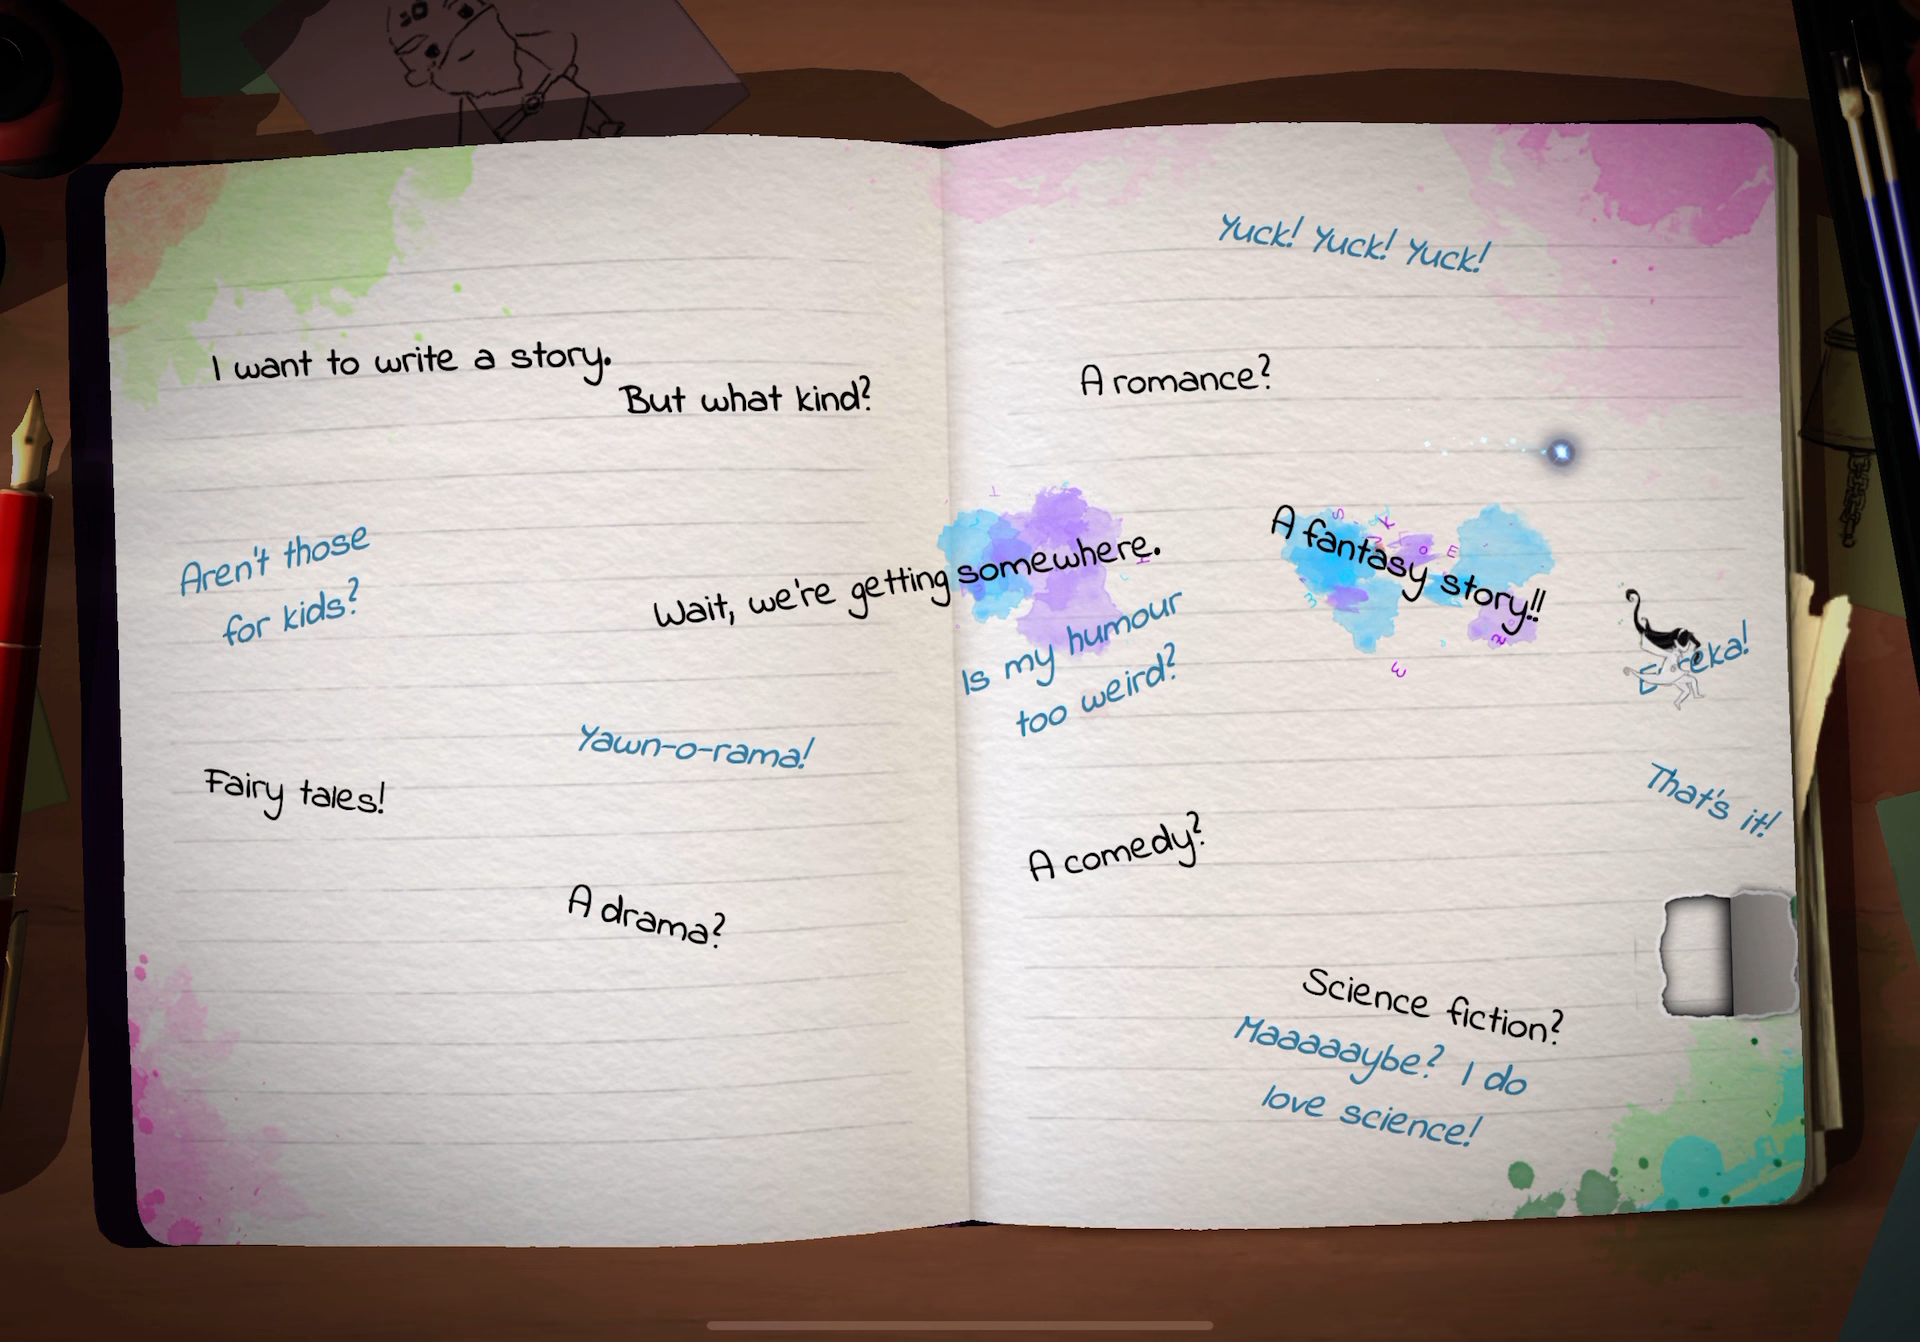 I want to write a story.
But what kind?
Aren't those
for kids?
Fairy tales!
Yawn-o-rama!
A drama?
Yuck! Yuck! Yuck!
A romance?
Wait, we're getting somewhere.
Is my humour
too weird?
A comedy?
A fantasy story!!
That's it!
Science fiction?
Maaaaaybe? I do
love science!